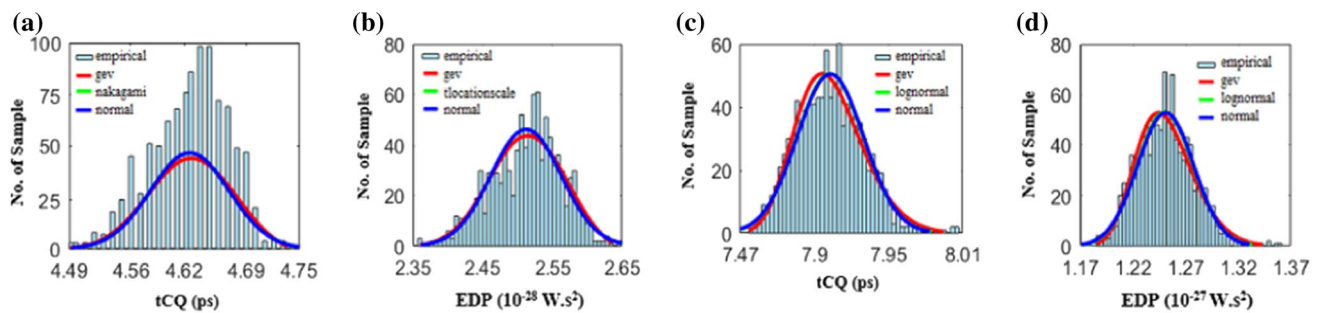 (a)
100
75
50
25
0
No. of Sample
empirical
gev
nakagami
normal
4.49 4.56 4.62 4.69 4.75
tCQ (ps)
(b)
80
60
40
20
0
No. of Sample
empirical
gev
tlocationscale
normal
2.35 2.45 2.55 2.65
EDP (10⁻²⁸ W.s²)
(c)
60
40
20
0
No. of Sample
empirical
gev
lognormal
normal
7.47 7.9 7.95 8.01
tCQ (ps)
(d)
80
60
40
20
0
No. of Sample
empirical
gev
lognormal
normal
1.17 1.22 1.27 1.32 1.37
EDP (10⁻²⁷ W.s²)